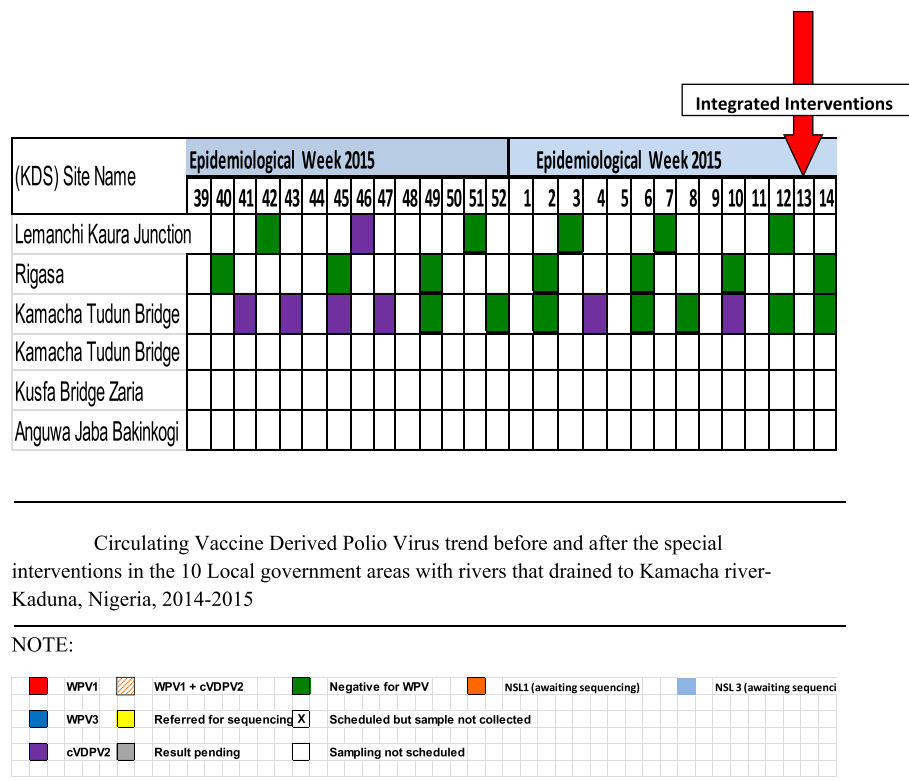 Integrated Interventions
(KDS) Site Name
Epidemiological Week 2015 Epidemiological Week 2015
39 40 41 42 43 44 45 46 47 48 49 50 51 52 1 2 3 4 5 6 7 8 9 10 11 12 13 14
Lemanchi Kaura Junction
Rigasa
Kamacha Tudun Bridge
Kamacha Tudun Bridge
Kusfa Bridge Zaria
Anguwa Jaba Bakinkogi
Circulating Vaccine Derived Polio Virus trend before and after the special
interventions in the 10 Local government areas with rivers that drained to Kamacha river-
Kaduna, Nigeria, 2014-2015
NOTE:
WPV1 WPV1 + cVDPV2 Negative for WPV NSL1 (awaiting sequencing) NSL 3 (awaiting sequenci
WPV3 Referred for sequencing X Scheduled but sample not collected
cVDPV2 Result pending Sampling not scheduled